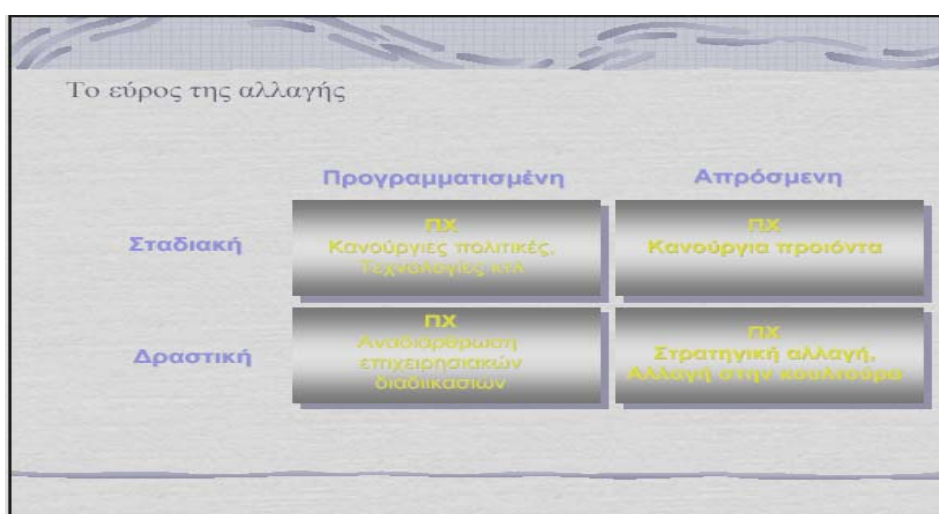 Το εύρος της αλλαγής
Προγραμματισμένη
Απρόσμενη
Σταδιακή
ΠΧ
Κανούργιες πολιτικές,
Τεχνολογίες κτλ
ΠΧ
Κανούργια προιόντα
Δραστική
ΠΧ
Αναδιάρθρωση
επιχειρησιακών
διαδιικασιών
ΠΧ
Στρατηγική αλλαγή,
Αλλαγή στην κουλτούρα